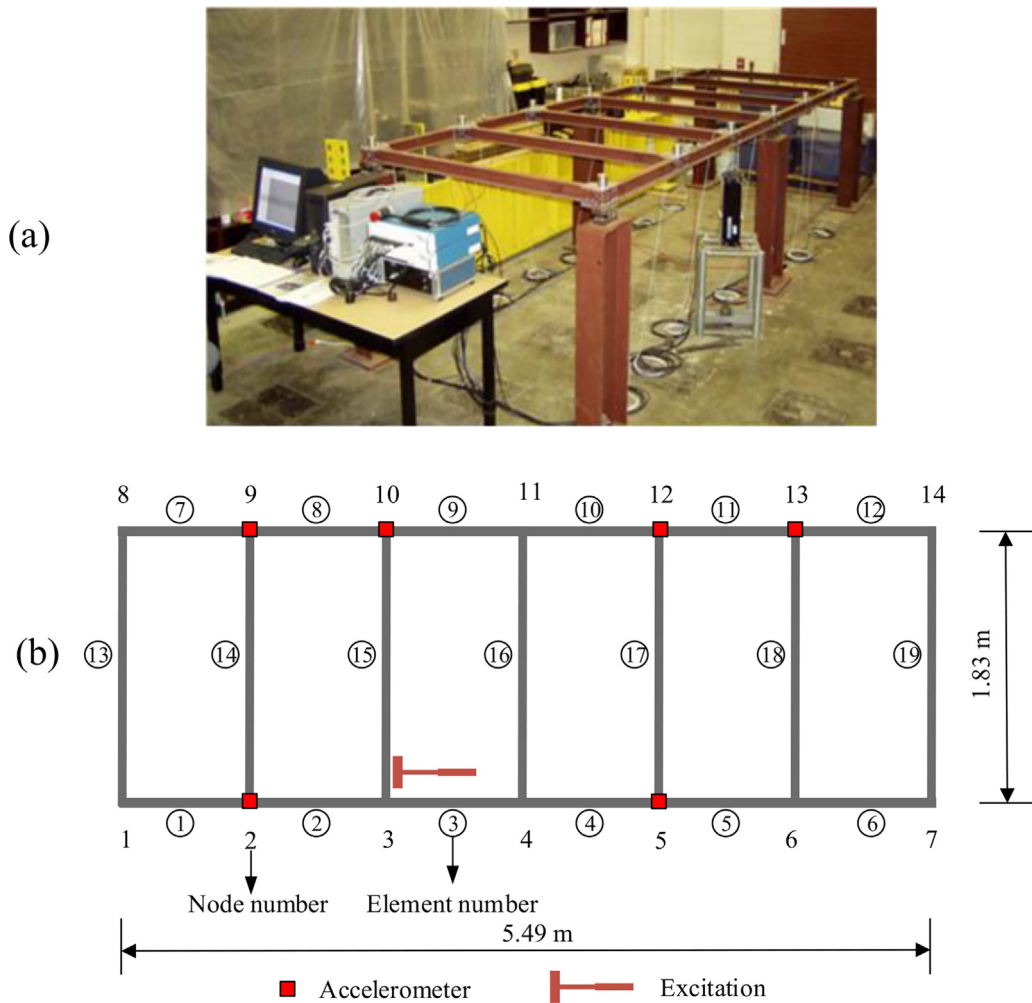 (a)
8 9 10 11 12 13 14
⑦ ⑧ ⑨ ⑩ ⑪ ⑫
(b)
⑬ ⑭ ⑮ ⑯ ⑰ ⑱ ⑲
1.83 m
① ② ③ ④ ⑤ ⑥
1 2 3 4 5 6 7
Node number Element number
5.49 m
Accelerometer Excitation